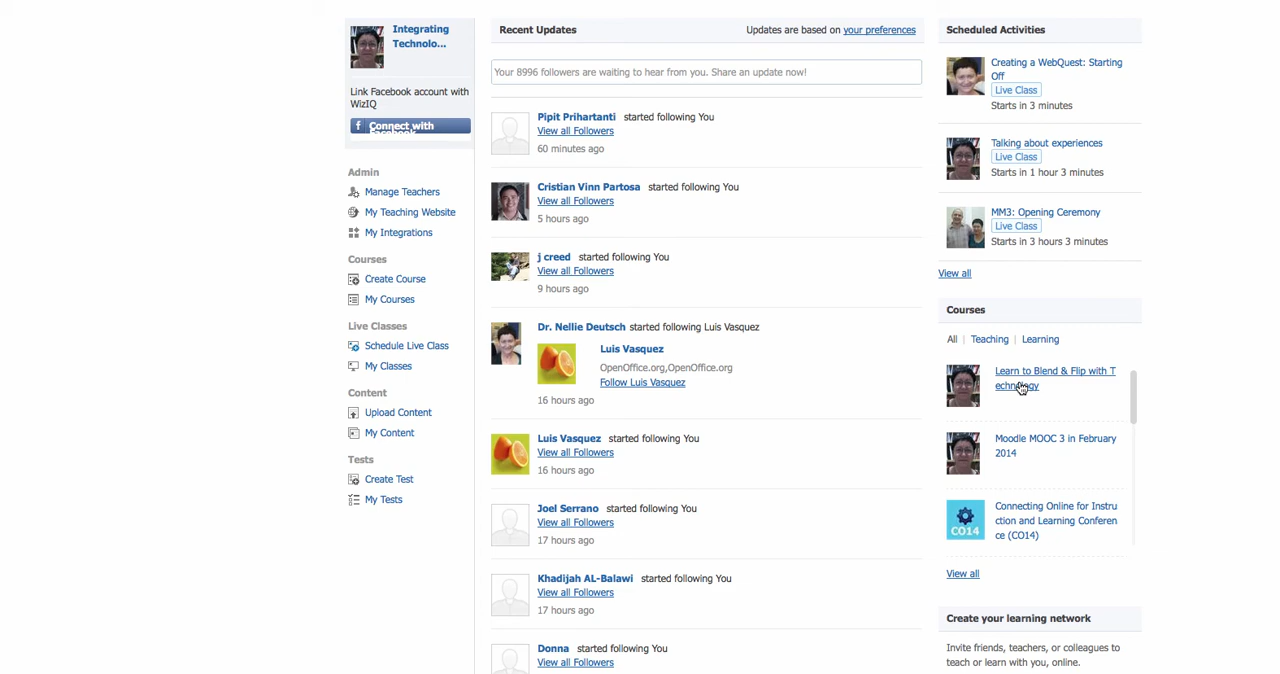 Integrating
Technolo...
Link Facebook account with
WizIQ
Connect with
Admin
Manage Teachers
My Teaching Website
My Integrations
Courses
Create Course
My Courses
Live Classes
Schedule Live Class
My Classes
Content
Upload Content
My Content
Tests
Create Test
My Tests
Recent Updates
Updates are based on your preferences
Your 8996 followers are waiting to hear from you. Share an update now!
Pipit Prihartanti started following You
View all Followers
60 minutes ago
Cristian Vinn Partosa started following You
View all Followers
5 hours ago
j creed started following You
View all Followers
9 hours ago
Dr. Nellie Deutsch started following Luis Vasquez
Luis Vasquez
OpenOffice.org,OpenOffice.org
Follow Luis Vasquez
16 hours ago
Luis Vasquez started following You
View all Followers
16 hours ago
Joel Serrano started following You
View all Followers
17 hours ago
Khadijah AL-Balawi started following You
View all Followers
17 hours ago
Donna started following You
View all Followers
Scheduled Activities
Creating a WebQuest: Starting
Off
Live Class
Starts in 3 minutes
Talking about experiences
Live Class
Starts in 1 hour 3 minutes
MM3: Opening Ceremony
Live Class
Starts in 3 hours 3 minutes
View all
Courses
All | Teaching | Learning
Learn to Blend & Flip with T
echnology
Moodle MOOC 3 in February
2014
CO14
Connecting Online for Instru
ction and Learning Conferen
ce (CO14)
View all
Create your learning network
Invite friends, teachers, or colleagues to
teach or learn with you, online.